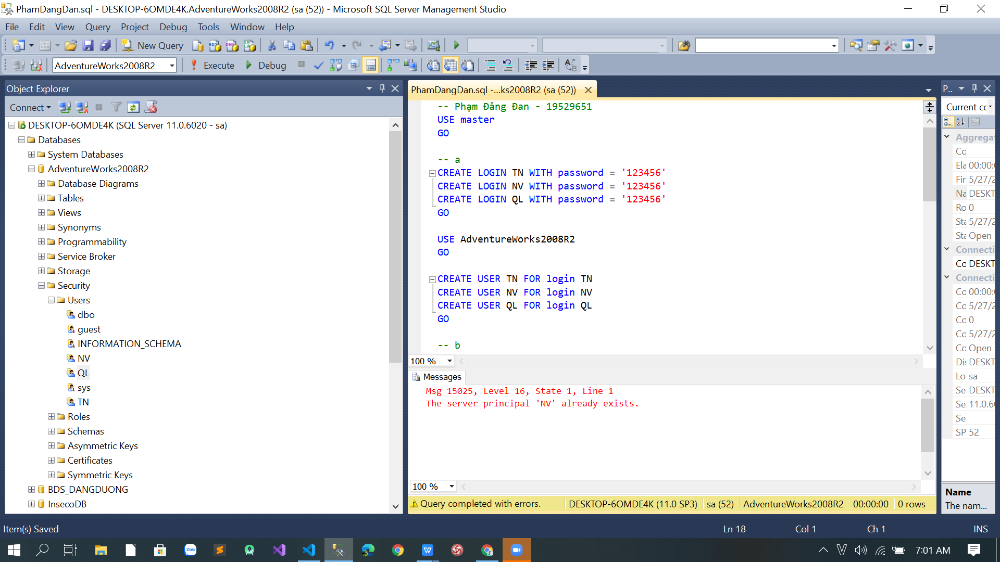 PhamDangDan.sql - DESKTOP-6OMDE4K.AdventureWorks2008R2 (sa (52)) - Microsoft SQL Server Management Studio
File Edit View Query Project Debug Tools Window Help
New Query
AdventureWorks2008R2 Execute Debug
Object Explorer
Connect
DESKTOP-6OMDE4K (SQL Server 11.0.6020 - sa)
Databases
System Databases
AdventureWorks2008R2
Database Diagrams
Tables
Views
Synonyms
Programmability
Service Broker
Storage
Security
Users
dbo
guest
INFORMATION_SCHEMA
NV
QL
sys
TN
Roles
Schemas
Asymmetric Keys
Certificates
Symmetric Keys
BDS_DANGDUONG
InsecoDB
PhamDangDan.sql -...ks2008R2 (sa (52))
-- Phạm Đăng Đan - 19529651
USE master
GO
-- a
CREATE LOGIN TN WITH password = '123456'
CREATE LOGIN NV WITH password = '123456'
CREATE LOGIN QL WITH password = '123456'
GO
USE AdventureWorks2008R2
GO
CREATE USER TN FOR login TN
CREATE USER NV FOR login NV
CREATE USER QL FOR login QL
GO
-- b
100 %
Messages
Msg 15025, Level 16, State 1, Line 1
The server principal 'NV' already exists.
100 %
Query completed with errors. DESKTOP-6OMDE4K (11.0 SP3) sa (52) AdventureWorks2008R2 00:00:00 0 rows
P..
Current cc
Aggrega
Co
Ela 00:00:
Fir 5/27/2
Na DESKT
Ro 0
Sta 5/27/2
Sta Open
Connecti
Co DESKT
Connecti
Co 00:00:
Co 5/27/2
Co 0
Co 5/27/2
Co Open
Dis DESKT
Lo sa
Se DESKT
Se 11.0.6
Se
SP 52
Name
The nam...
Item(s) Saved Ln 18 Col 1 Ch 1 INS
Zalo
7:01 AM